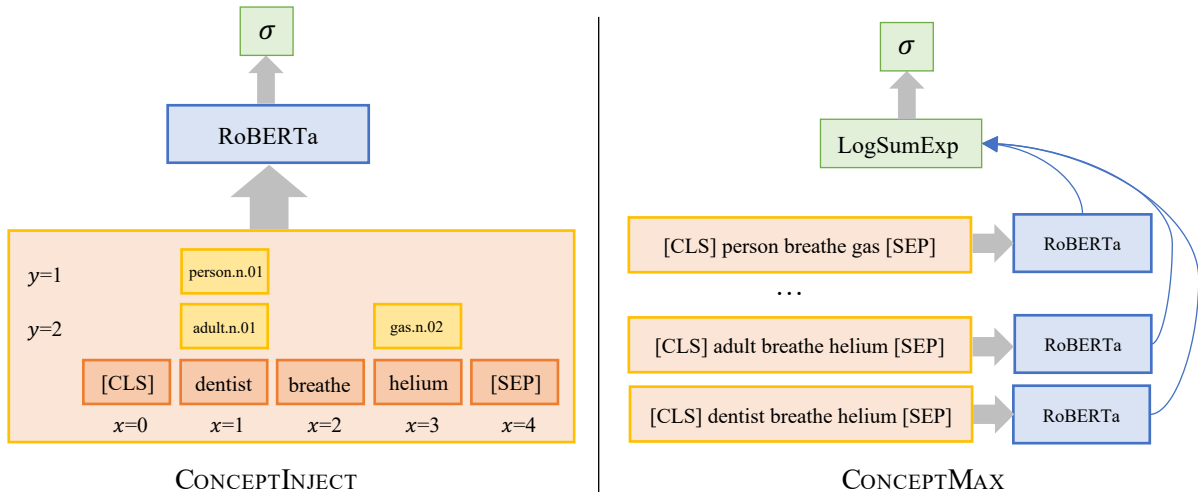 σ
RoBERTa
y=1
person.n.01
y=2
adult.n.01
gas.n.02
[CLS]
dentist
breathe
helium
[SEP]
x=0
x=1
x=2
x=3
x=4
CONCEPTINJECT
σ
LogSumExp
[CLS] person breathe gas [SEP]
RoBERTa
...
[CLS] adult breathe helium [SEP]
RoBERTa
[CLS] dentist breathe helium [SEP]
RoBERTa
CONCEPTMAX